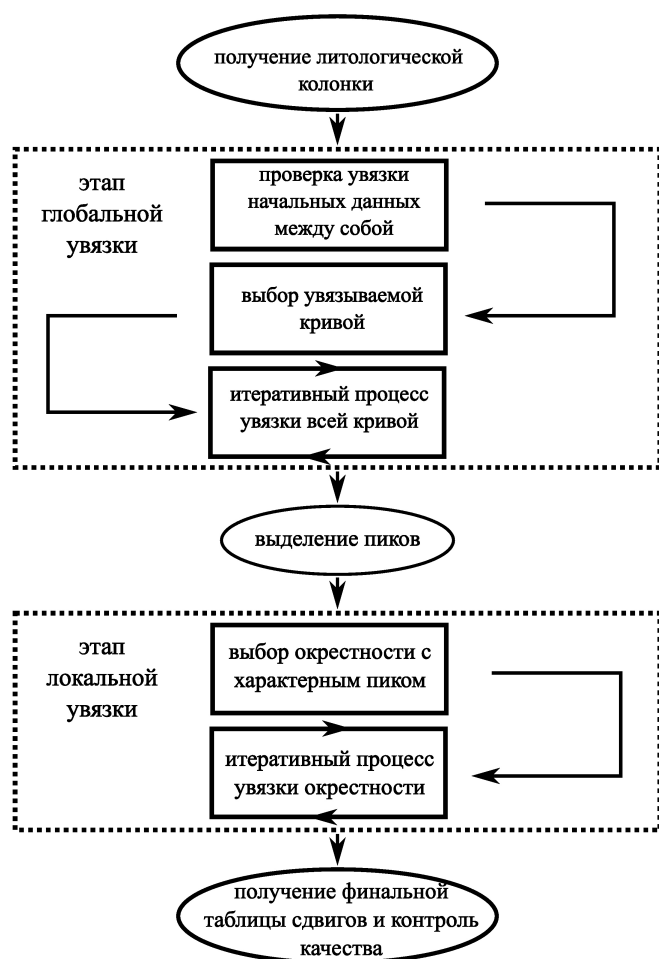 получение литологической
колонки
этап
глобальной
увязки
проверка увязки
начальных данных
между собой
выбор увязываемой
кривой
итеративный процесс
увязки всей кривой
выделение пиков
этап
локальной
увязки
выбор окрестности с
характерным пиком
итеративный процесс
увязки окрестности
получение финальной
таблицы сдвигов и контроль
качества